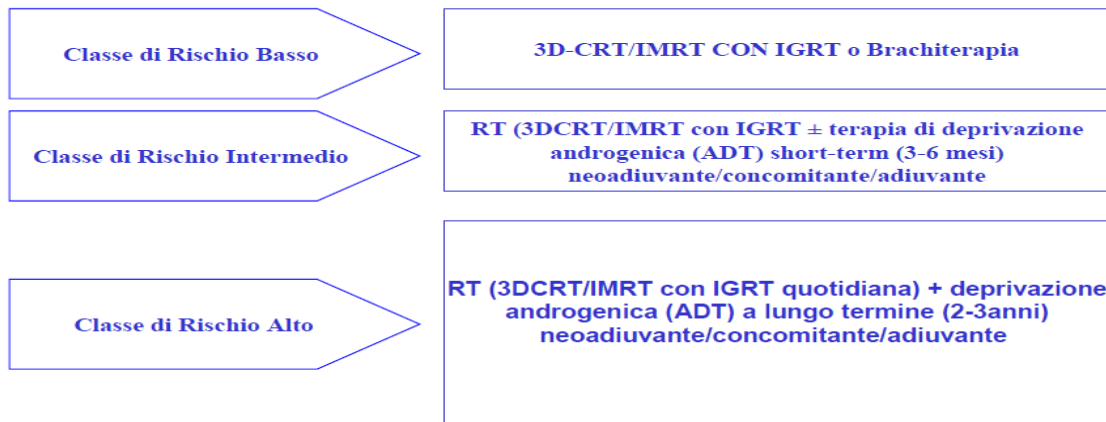 Classe di Rischio Basso
3D-CRT/IMRT CON IGRT o Brachiterapia
Classe di Rischio Intermedio
RT (3DCRT/IMRT con IGRT ± terapia di deprivazione
androgenica (ADT) short-term (3-6 mesi)
neoadiuvante/concomitante/adiuvante
Classe di Rischio Alto
RT (3DCRT/IMRT con IGRT quotidiana) + deprivazione
androgenica (ADT) a lungo termine (2-3anni)
neoadiuvante/concomitante/adiuvante